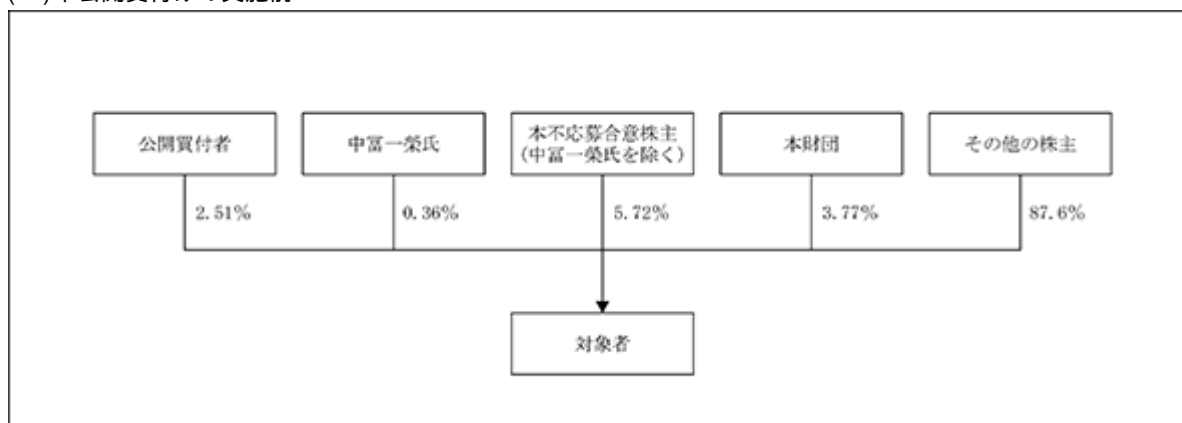 公開買付者
中冨一榮氏
本不応募合意株主
(中冨一榮氏を除く)
本財団
その他の株主
2.51%
0.36%
5.72%
3.77%
87.6%
対象者